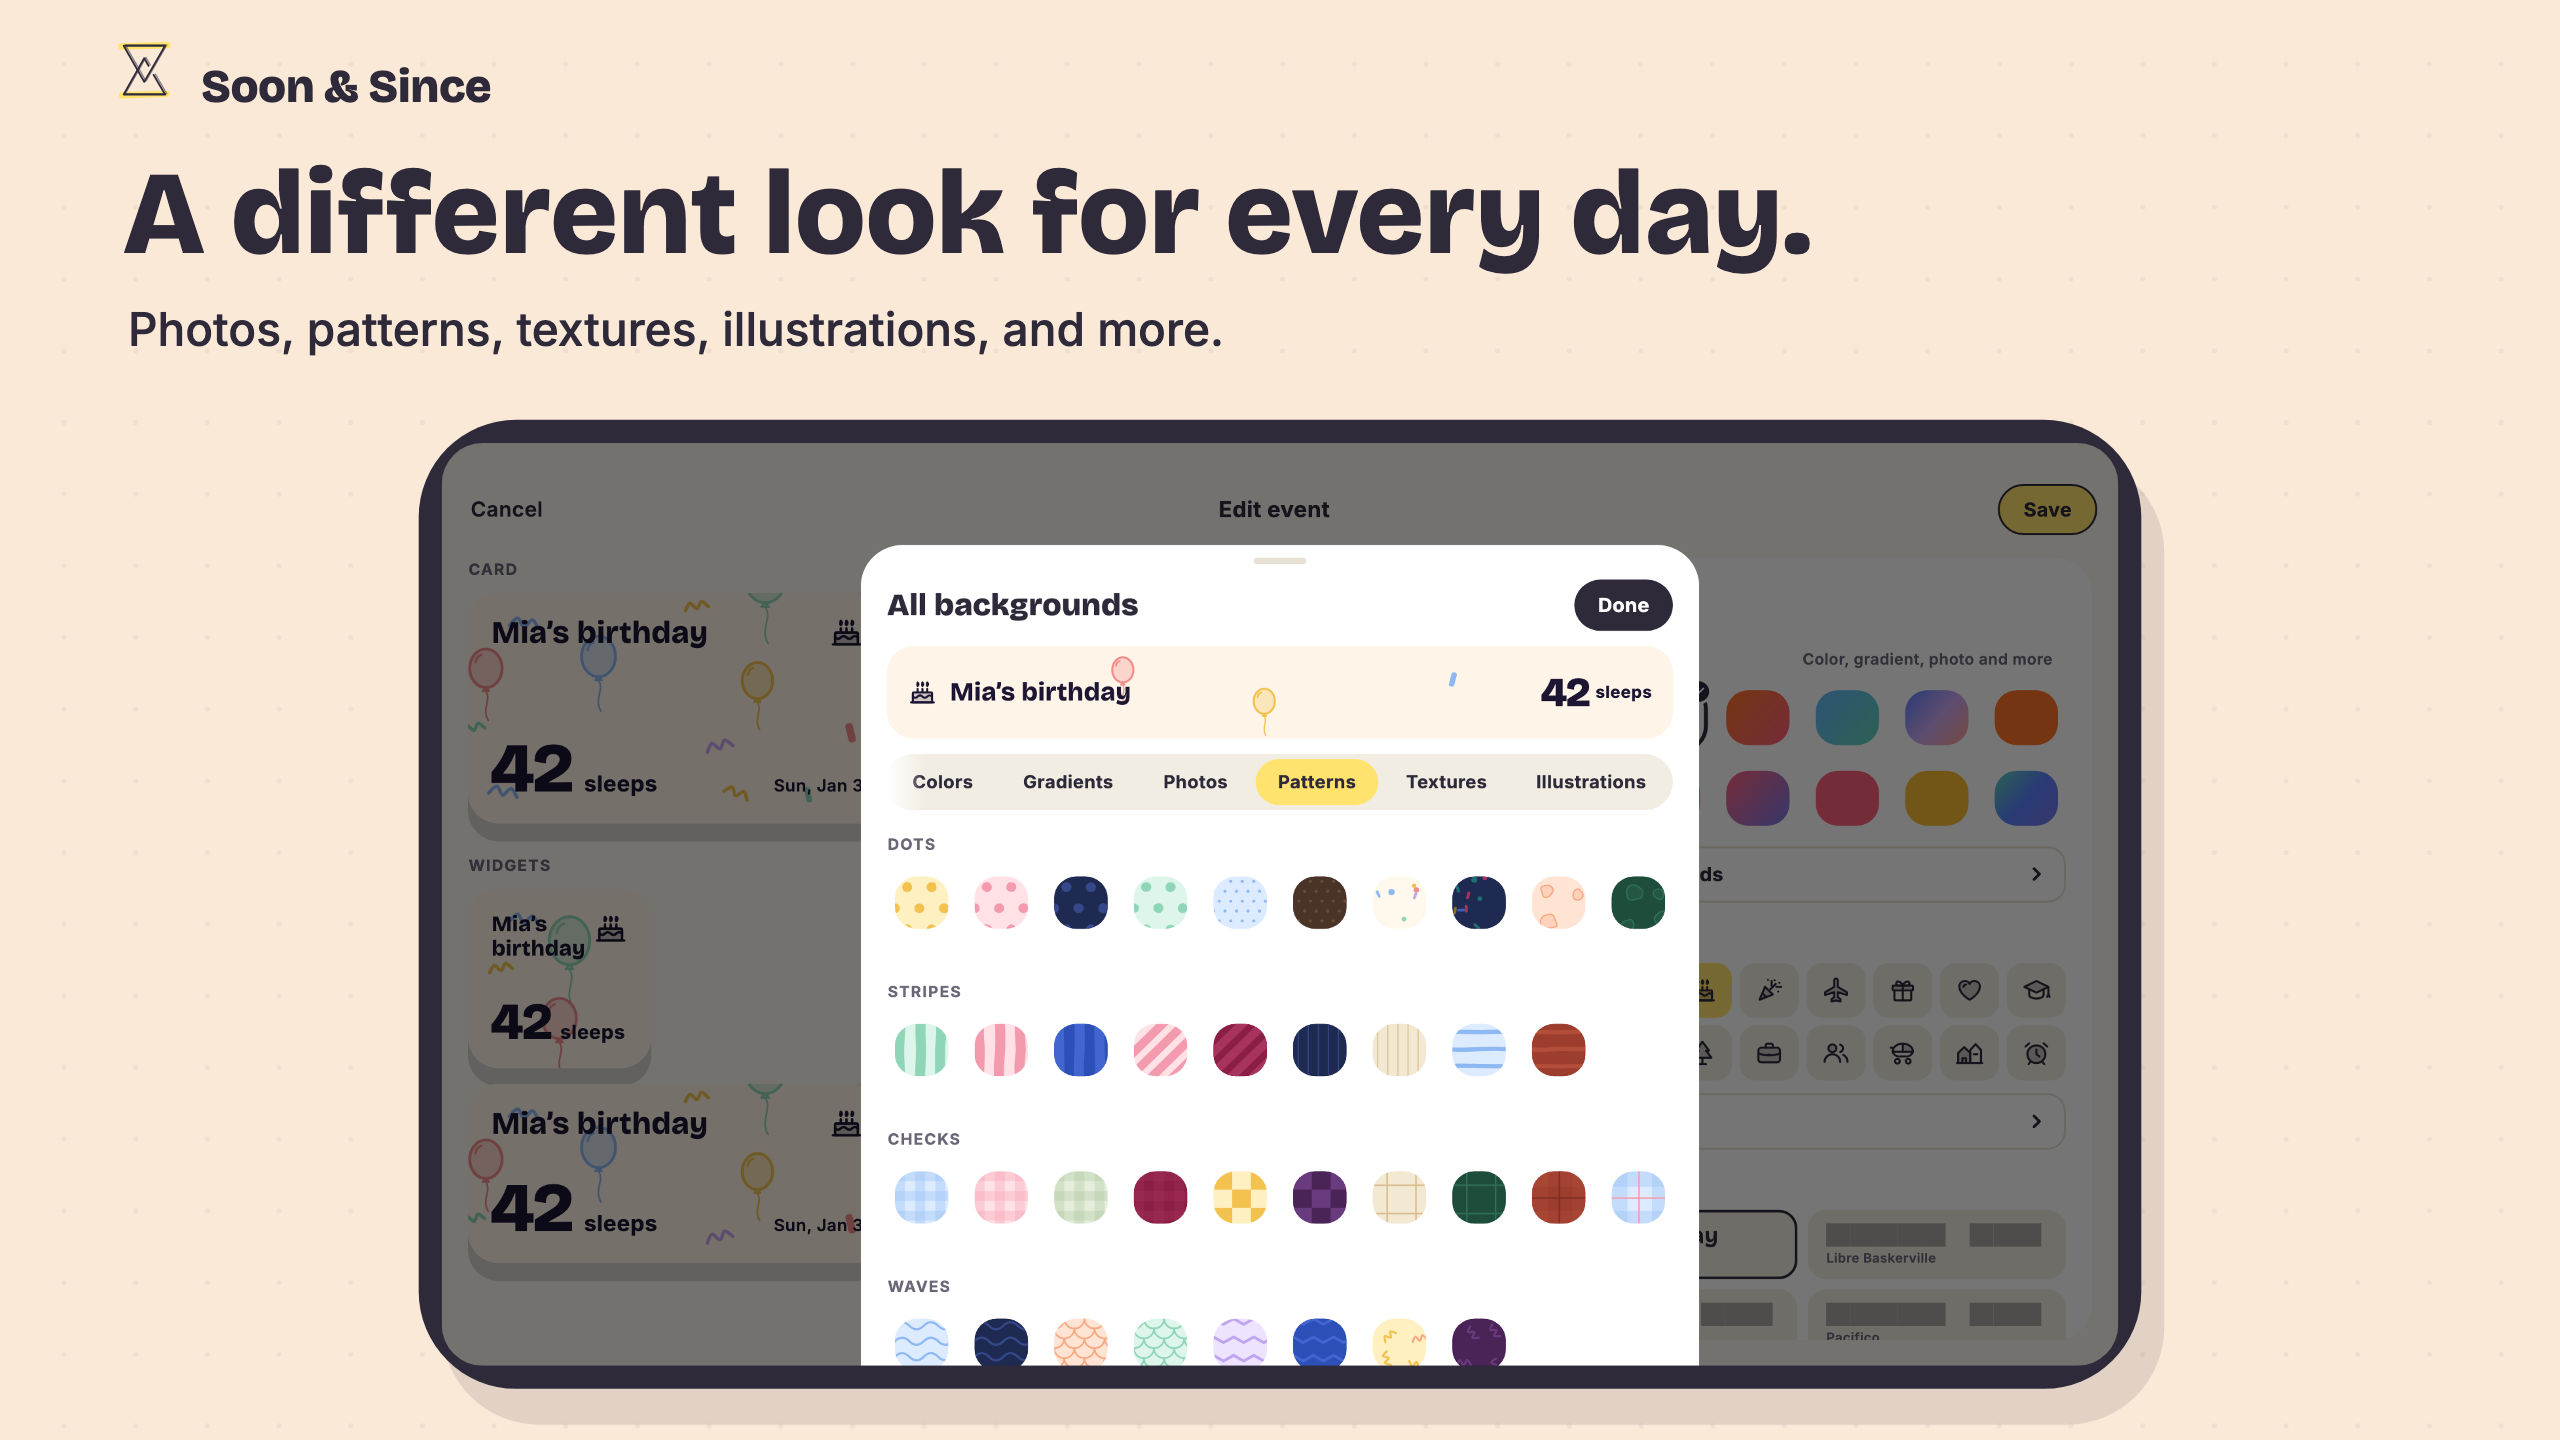 Soon & Since
A different look for every day.
Photos, patterns, textures, illustrations, and more.
Cancel
Edit event
Save
CARD
Mia's birthday
42 sleeps
Sun, Jan 3
WIDGETS
Mia's
birthday
42 sleeps
Mia's birthday
42 sleeps
Sun, Jan 3
All backgrounds
Done
Mia's birthday
42 sleeps
Colors
Gradients
Photos
Patterns
Textures
Illustrations
DOTS
STRIPES
CHECKS
WAVES
Color, gradient, photo and more
ds
ay
Libre Baskerville
Pacifico